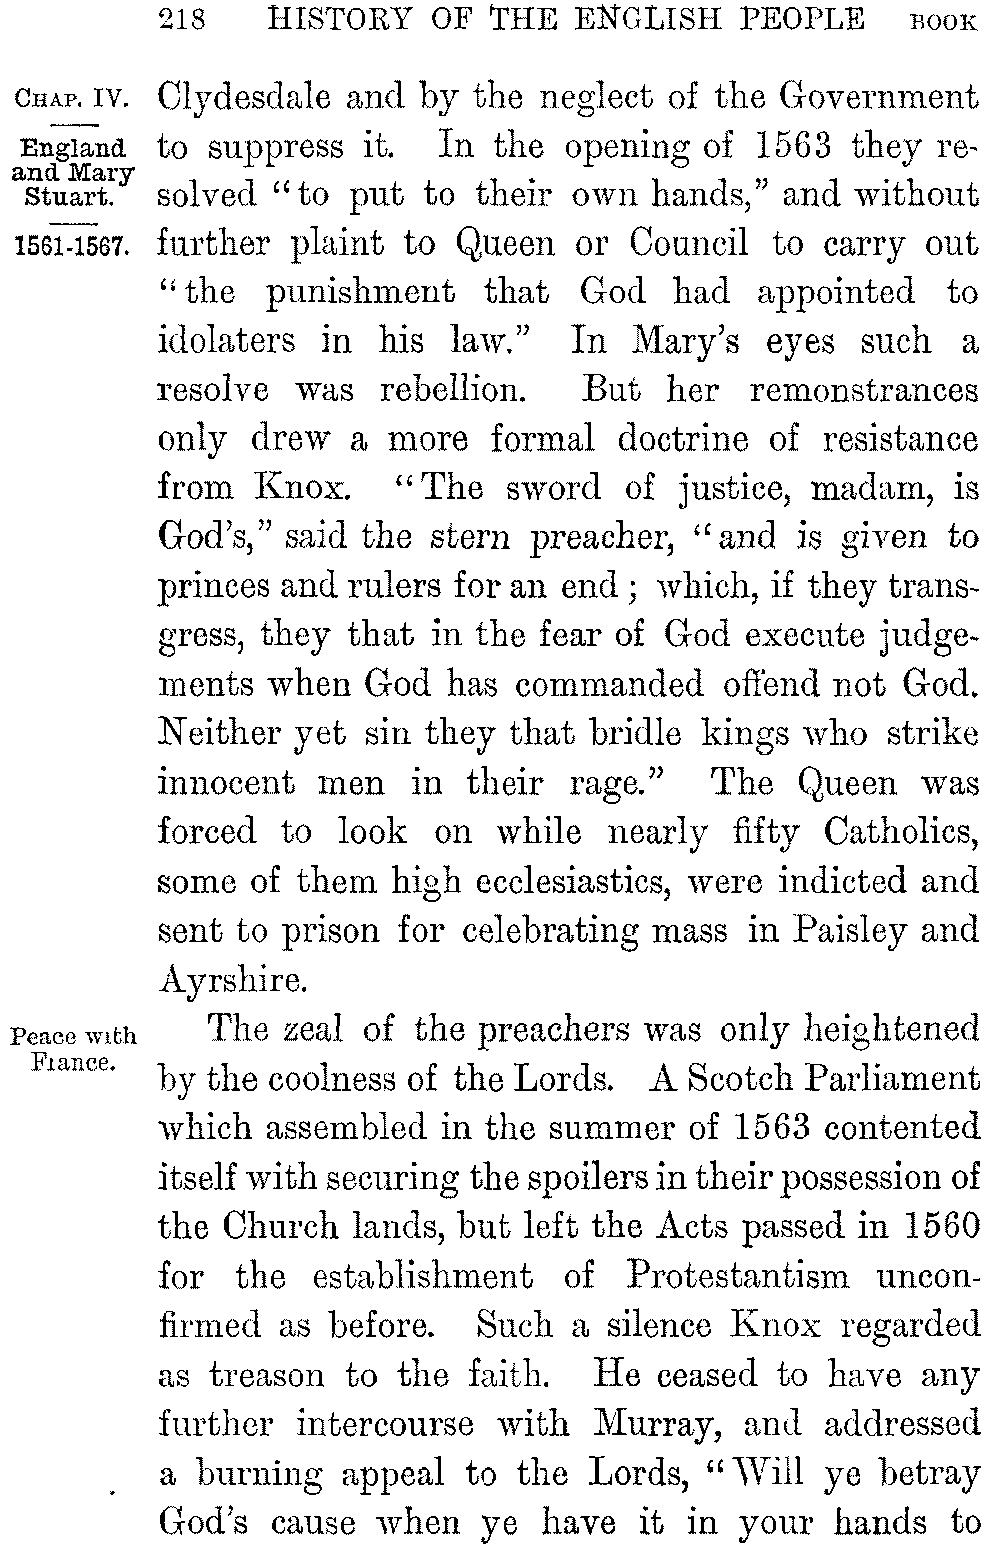 218 HISTORY OF THE ENGLISH PEOPLE BOOK
CHAP. IV.
England
and Mary
Stuart.
1561-1567.
Clydesdale and by the neglect of the Government
to suppress it. In the opening of 1563 they re-
solved "to put to their own hands," and without
further plaint to Queen or Council to carry out
"the punishment that God had appointed to
idolaters in his law." In Mary's eyes such a
resolve was rebellion. But her remonstrances
only drew a more formal doctrine of resistance
from Knox. "The sword of justice, madam, is
God's," said the stern preacher, "and is given to
princes and rulers for an end; which, if they trans-
gress, they that in the fear of God execute judge-
ments when God has commanded offend not God.
Neither yet sin they that bridle kings who strike
innocent men in their rage." The Queen was
forced to look on while nearly fifty Catholics,
some of them high ecclesiastics, were indicted and
sent to prison for celebrating mass in Paisley and
Ayrshire.
Peace with
France.
The zeal of the preachers was only heightened
by the coolness of the Lords. A Scotch Parliament
which assembled in the summer of 1563 contented
itself with securing the spoilers in their possession of
the Church lands, but left the Acts passed in 1560
for the establishment of Protestantism uncon-
firmed as before. Such a silence Knox regarded
as treason to the faith. He ceased to have any
further intercourse with Murray, and addressed
a burning appeal to the Lords, "Will ye betray
God's cause when ye have it in your hands to